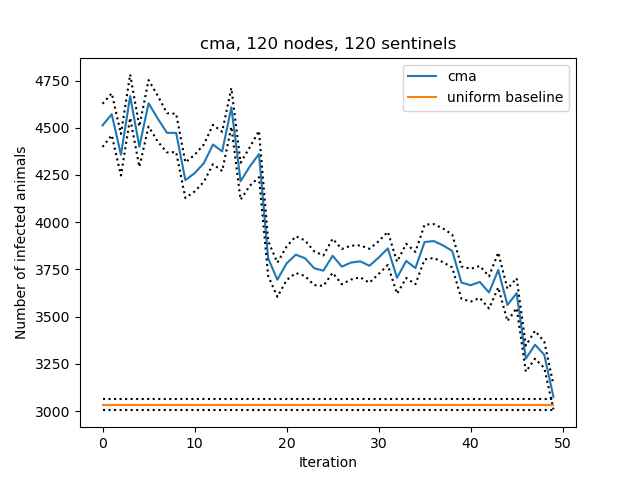 cma, 120 nodes, 120 sentinels
cma
uniform baseline
Number of infected animals
4750
4500
4250
4000
3750
3500
3250
3000
0 10 20 30 40 50
Iteration